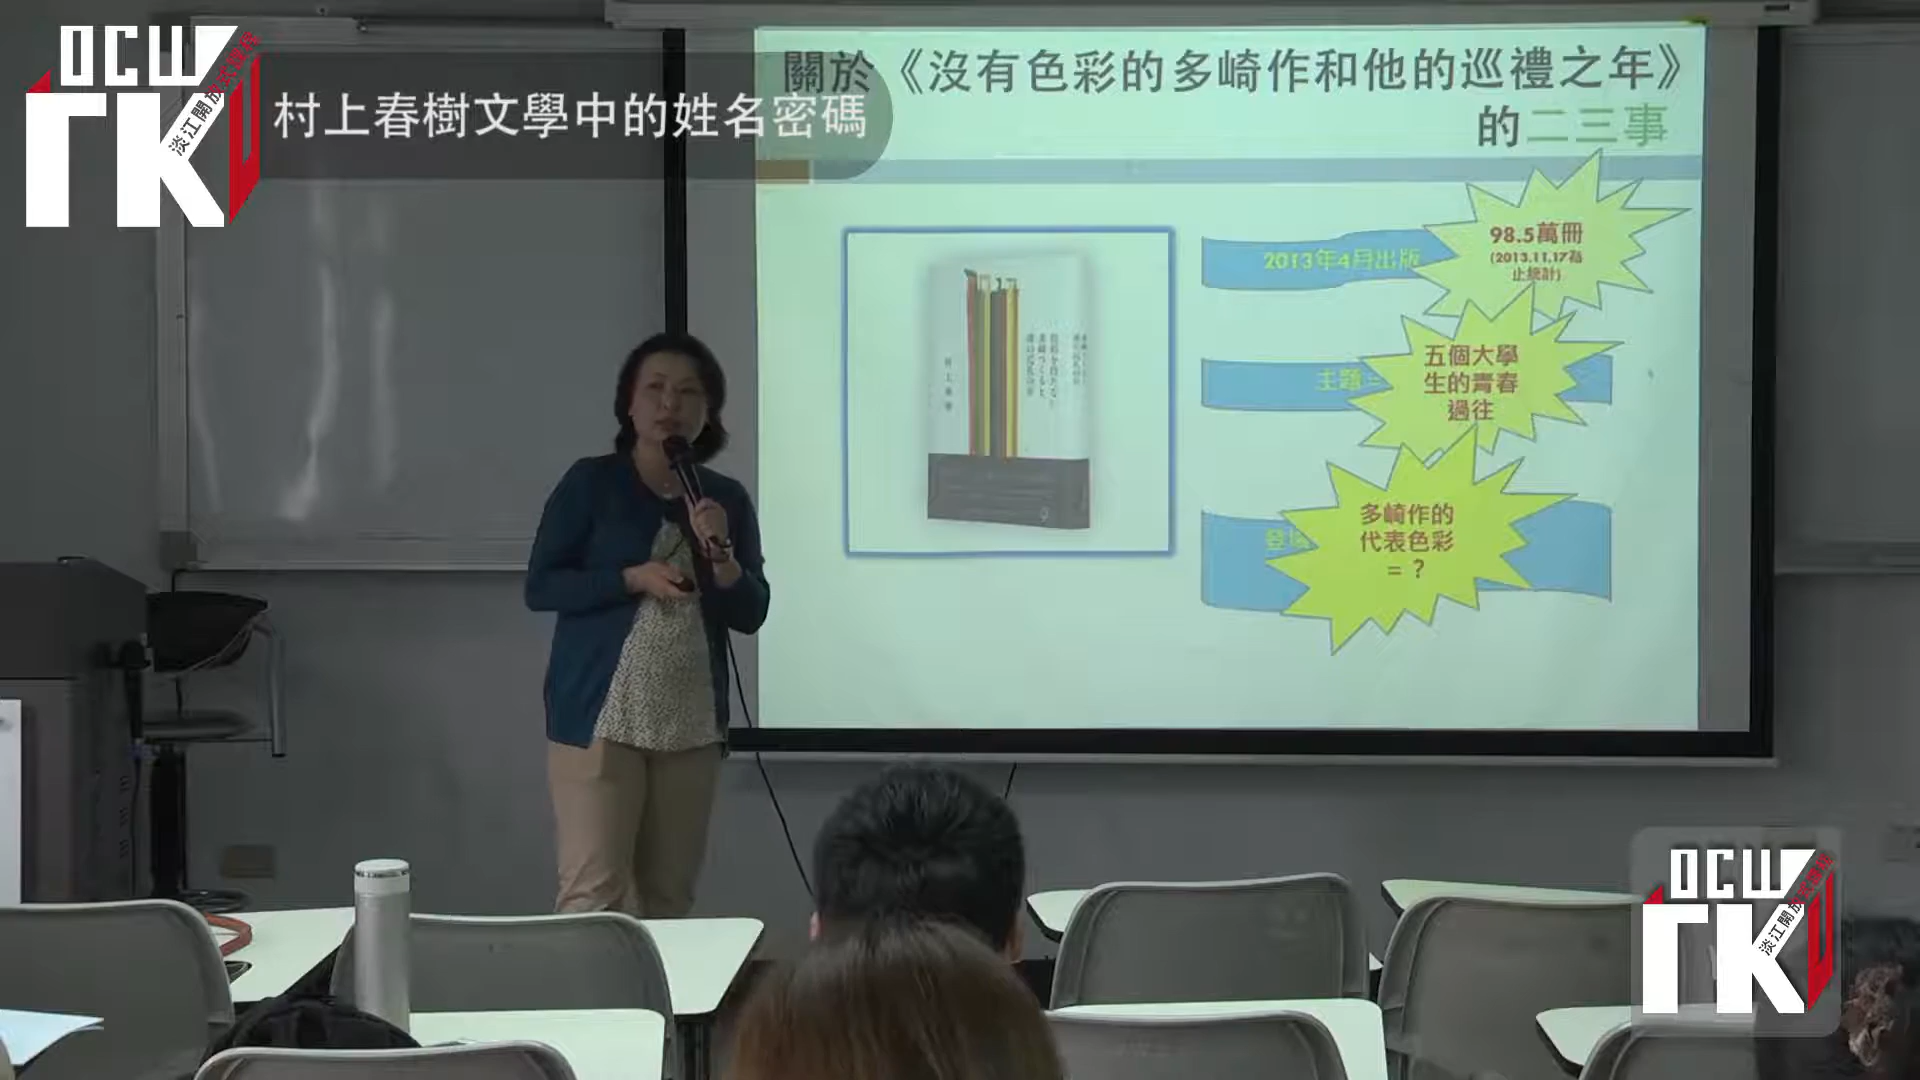 OCW
TKU
淡江開放式課程
村上春樹文學中的姓名密碼
關於《沒有色彩的多崎作和他的巡禮之年》
的二三事
2013年4月出版
98.5萬冊
(2013.11.17為
止統計)
主題=
五個大學
生的青春
過往
登場
多崎作的
代表色彩
= ?
村上春樹
OCW
TKU
淡江開放式課程